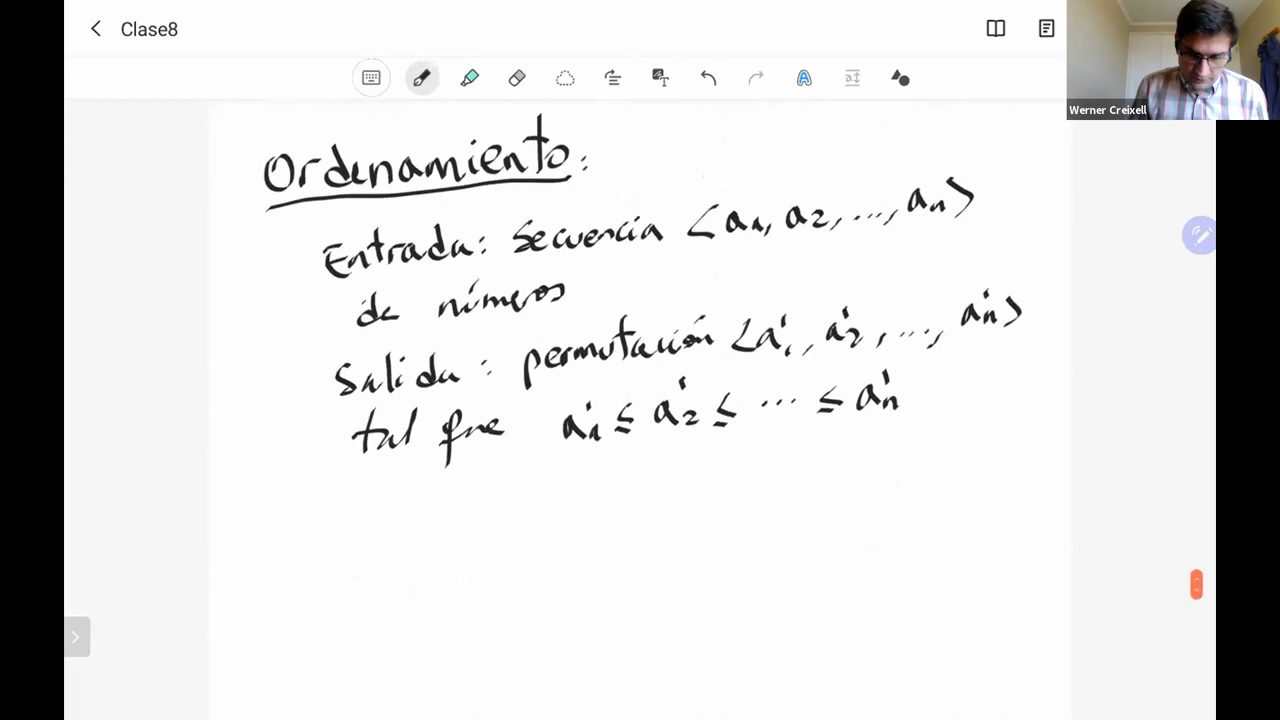 Clase8
Werner Creixell
Ordenamiento:
Entrada: Secuencia <a1, a2, ..., an>
de números
Salida: permutación <a'1, a'2, ..., a'n>
tal que a'1 ≤ a'2 ≤ ... ≤ a'n